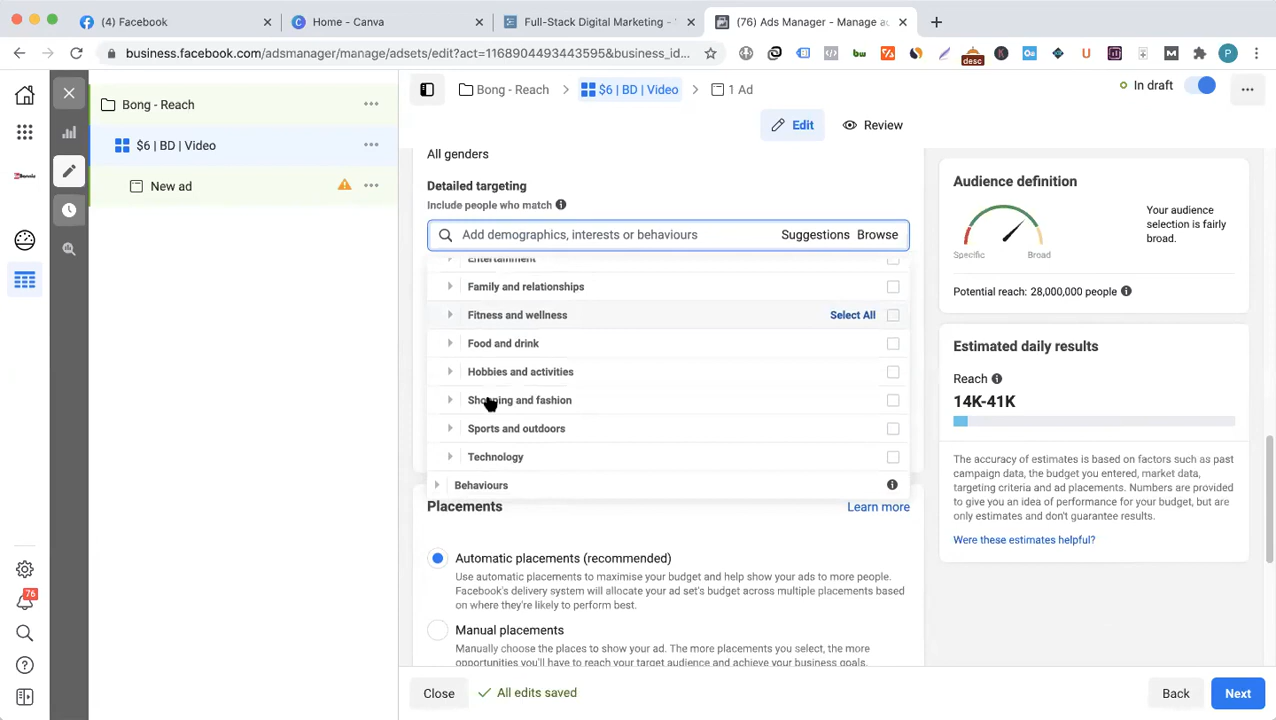 (4) Facebook
Home - Canva
Full-Stack Digital Marketing - '
(76) Ads Manager - Manage ad
business.facebook.com/adsmanager/manage/adsets/edit?act=1168904493443595&business_id...
desc
P
Bong - Reach
$6 | BD | Video
1 Ad
In draft
Bong - Reach
$6 | BD | Video
New ad
76
Edit
Review
All genders
Detailed targeting
Include people who match
Add demographics, interests or behaviours
Suggestions
Browse
Entertainment
Family and relationships
Fitness and wellness
Select All
Food and drink
Hobbies and activities
Shopping and fashion
Sports and outdoors
Technology
Behaviours
Placements
Learn more
Automatic placements (recommended)
Use automatic placements to maximise your budget and help show your ads to more people.
Facebook's delivery system will allocate your ad set's budget across multiple placements based
on where they're likely to perform best.
Manual placements
Manually choose the places to show your ad. The more placements you select, the more
opportunities you'll have to reach your target audience and achieve your business goals.
Audience definition
Specific
Broad
Your audience
selection is fairly
broad.
Potential reach: 28,000,000 people
Estimated daily results
Reach
14K-41K
The accuracy of estimates is based on factors such as past
campaign data, the budget you entered, market data,
targeting criteria and ad placements. Numbers are provided
to give you an idea of performance for your budget, but are
only estimates and don't guarantee results.
Were these estimates helpful?
Close
All edits saved
Back
Next